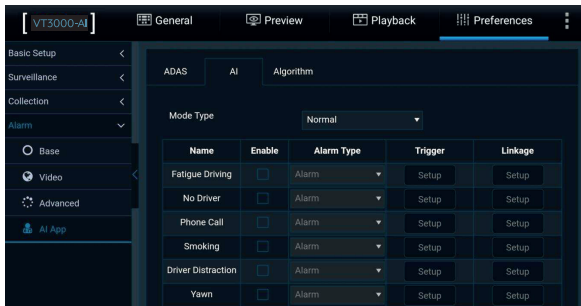 [ VT3000-AI ] General Preview Playback Preferences
Basic Setup
Surveillance
Collection
Alarm
Base
Video
Advanced
AI App
ADAS AI Algorithm
Mode Type Normal
Name Enable Alarm Type Trigger Linkage
Fatigue Driving Alarm Setup Setup
No Driver Alarm Setup Setup
Phone Call Alarm Setup Setup
Smoking Alarm Setup Setup
Driver Distraction Alarm Setup Setup
Yawn Alarm Setup Setup